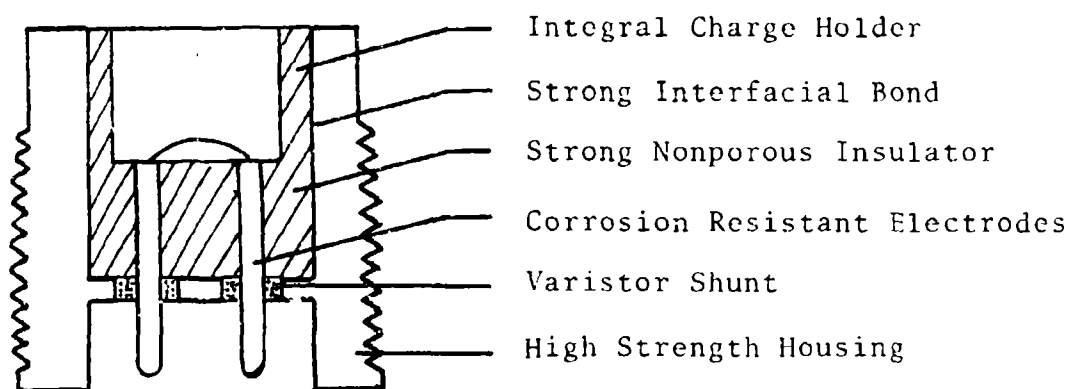 Integral Charge Holder
Strong Interfacial Bond
Strong Nonporous Insulator
Corrosion Resistant Electrodes
Varistor Shunt
High Strength Housing